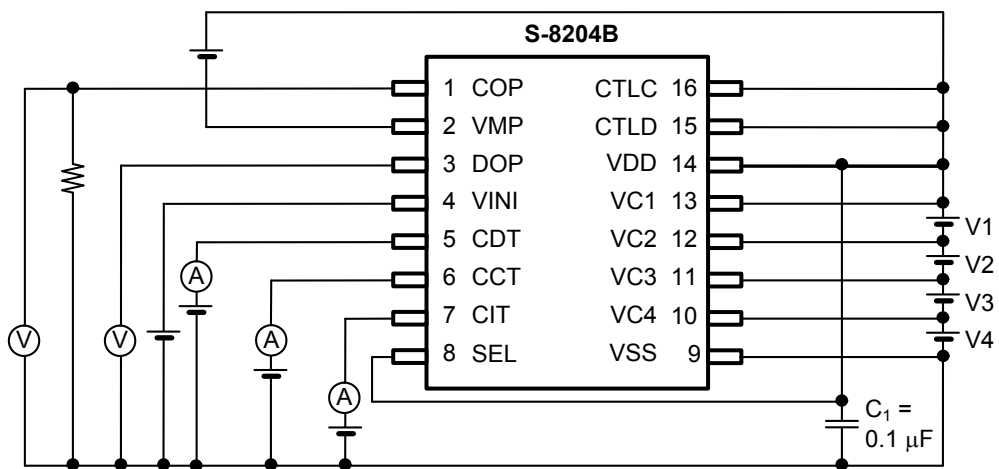 S-8204B
1 COP
2 VMP
3 DOP
4 VINI
5 CDT
6 CCT
7 CIT
8 SEL
CTLC 16
CTLD 15
VDD 14
VC1 13
VC2 12
VC3 11
VC4 10
VSS 9
V
V
A
A
A
V1
V2
V3
V4
C₁ =
0.1 μF